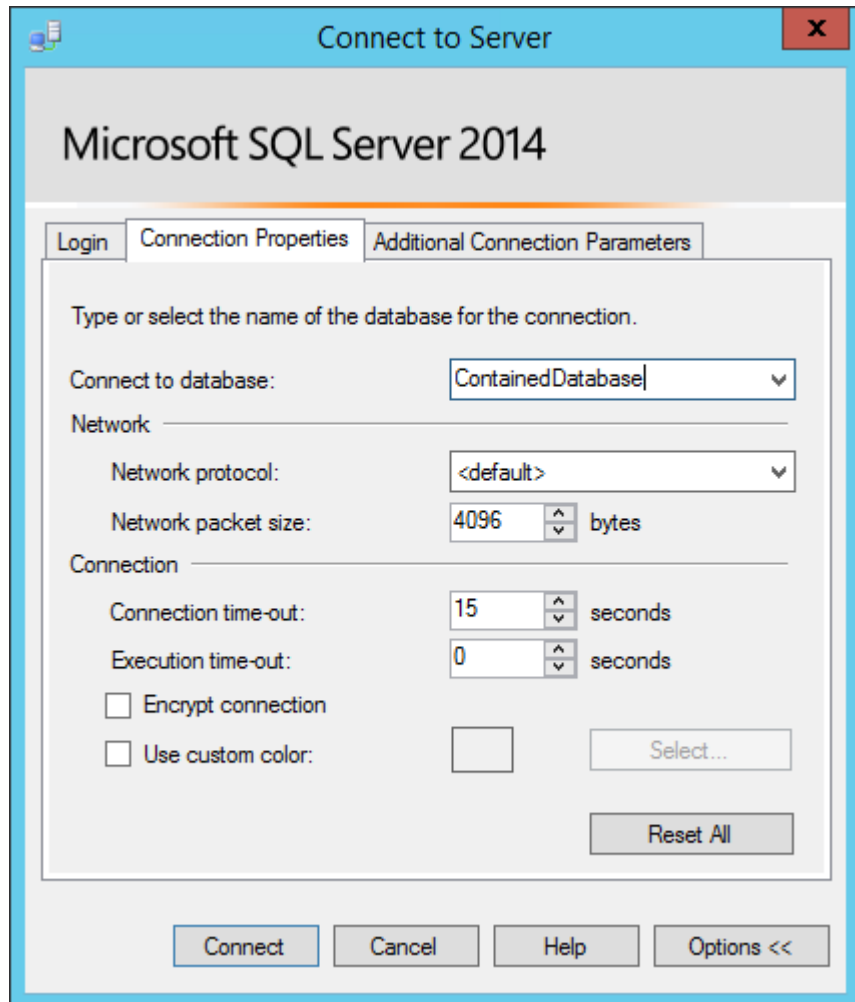 Connect to Server
x
Microsoft SQL Server 2014
Login Connection Properties Additional Connection Parameters
Type or select the name of the database for the connection.
Connect to database: ContainedDatabase
Network
Network protocol: <default>
Network packet size: 4096 bytes
Connection
Connection time-out: 15 seconds
Execution time-out: 0 seconds
Encrypt connection
Use custom color: Select...
Reset All
Connect Cancel Help Options <<